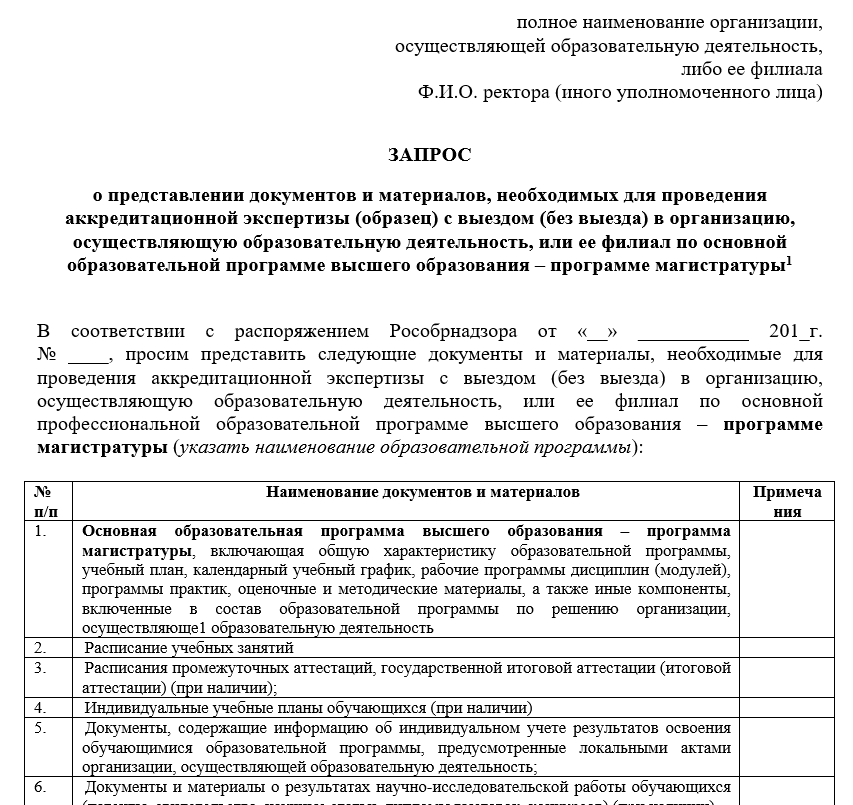 полное наименование организации,
осуществляющей образовательную деятельность,
либо ее филиала
Ф.И.О. ректора (иного уполномоченного лица)
ЗАПРОС
о представлении документов и материалов, необходимых для проведения
аккредитационной экспертизы (образец) с выездом (без выезда) в организацию,
осуществляющую образовательную деятельность, или ее филиал по основной
образовательной программе высшего образования – программе магистратуры1
В соответствии с распоряжением Рособрнадзора от «__» ___________ 201_г.
№ ____, просим представить следующие документы и материалы, необходимые для
проведения аккредитационной экспертизы с выездом (без выезда) в организацию,
осуществляющую образовательную деятельность, или ее филиал по основной
профессиональной образовательной программе высшего образования – программе
магистратуры (указать наименование образовательной программы):
№ Наименование документов и материалов Примеча
п/п ния
1. Основная образовательная программа высшего образования – программа
магистратуры, включающая общую характеристику образовательной программы,
учебный план, календарный учебный график, рабочие программы дисциплин (модулей),
программы практик, оценочные и методические материалы, а также иные компоненты,
включенные в состав образовательной программы по решению организации,
осуществляюще1 образовательную деятельность
2. Расписание учебных занятий
3. Расписания промежуточных аттестаций, государственной итоговой аттестации (итоговой
аттестации) (при наличии);
4. Индивидуальные учебные планы обучающихся (при наличии)
5. Документы, содержащие информацию об индивидуальном учете результатов освоения
обучающимися образовательной программы, предусмотренные локальными актами
организации, осуществляющей образовательную деятельность;
6. Документы и материалы о результатах научно-исследовательской работы обучающихся